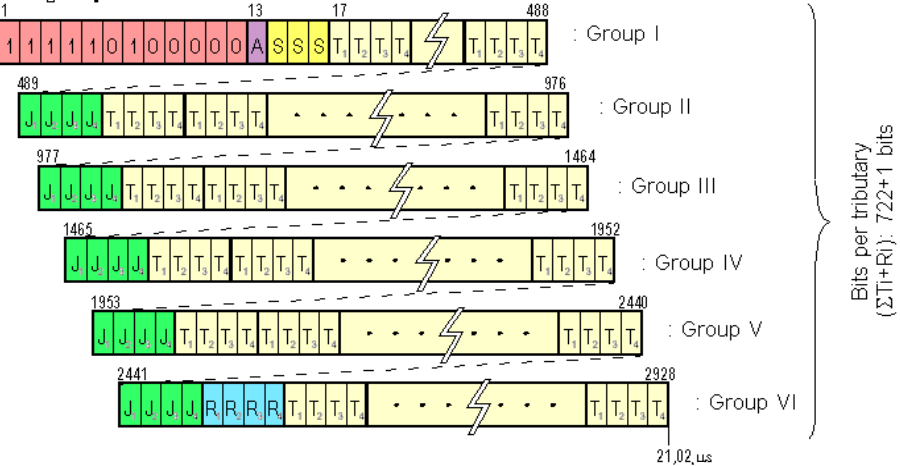 1 13 17 488
1 1 1 1 1 0 1 0 0 0 0 0 A S S S T1 T2 T3 T4 T1 T2 T3 T4 : Group I
489 976
J1 J2 J3 J4 T1 T2 T3 T4 T1 T2 T3 T4 T1 T2 T3 T4 : Group II
977 1464
J1 J2 J3 J4 T1 T2 T3 T4 T1 T2 T3 T4 T1 T2 T3 T4 : Group III
1465 1952
J1 J2 J3 J4 T1 T2 T3 T4 T1 T2 T3 T4 T1 T2 T3 T4 : Group IV
1953 2440
J1 J2 J3 J4 T1 T2 T3 T4 T1 T2 T3 T4 T1 T2 T3 T4 : Group V
2441 2928
J1 J2 J3 J4 R1 R2 R3 R4 T1 T2 T3 T4 T1 T2 T3 T4 : Group VI
21,02 µs
Bits per tributary
(ΣTi+Ri): 722+1 bits